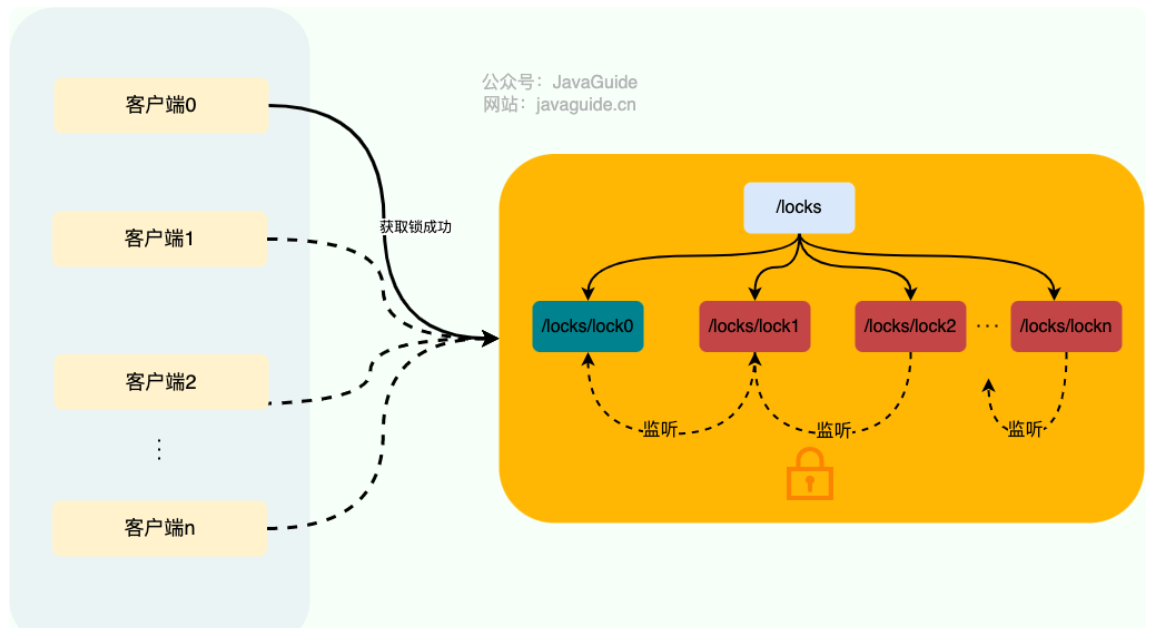 公众号：JavaGuide
网站：javaguide.cn
客户端0
客户端1
客户端2
⋮
客户端n
获取锁成功
/locks
/locks/lock0
/locks/lock1
/locks/lock2
···
/locks/lockn
监听
监听
监听